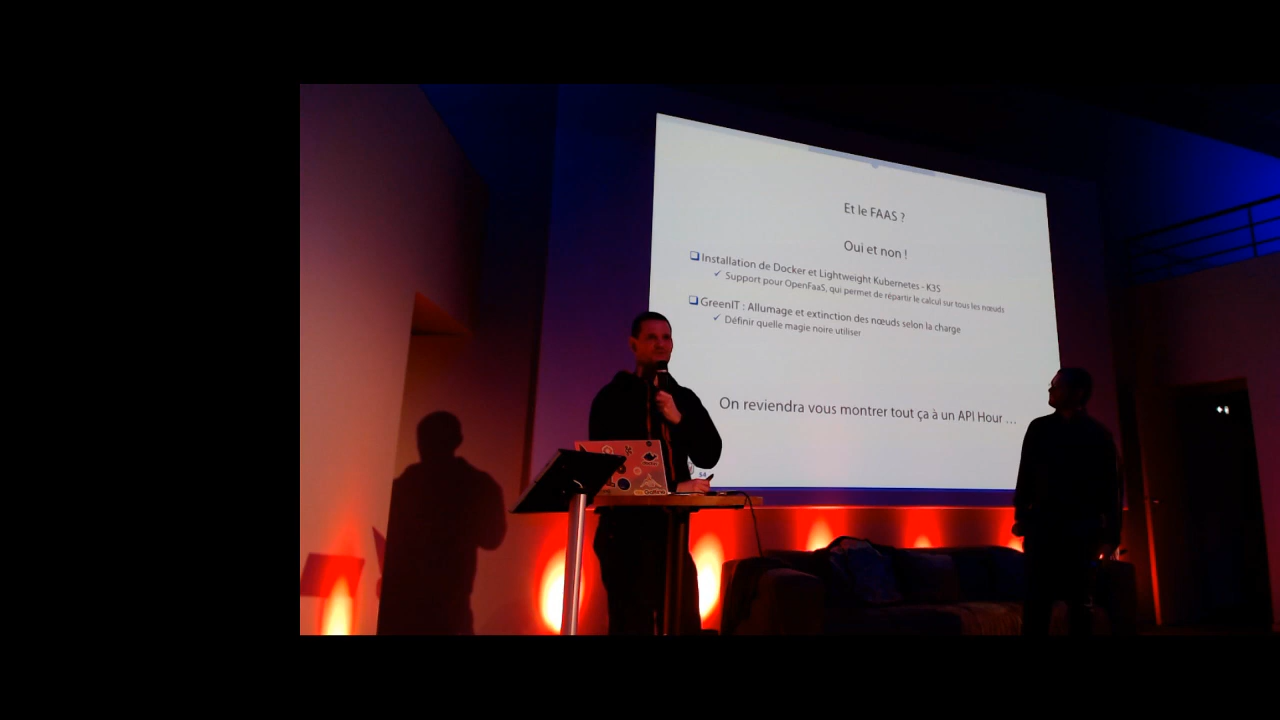 Et le FAAS ?
Oui et non !
Installation de Docker et Lightweight Kubernetes - K3S
Support pour OpenFaaS, qui permet de répartir le calcul sur tous les nœuds
GreenIT : Allumage et extinction des nœuds selon la charge
Définir quelle magie noire utiliser
On reviendra vous montrer tout ça à un API Hour ...